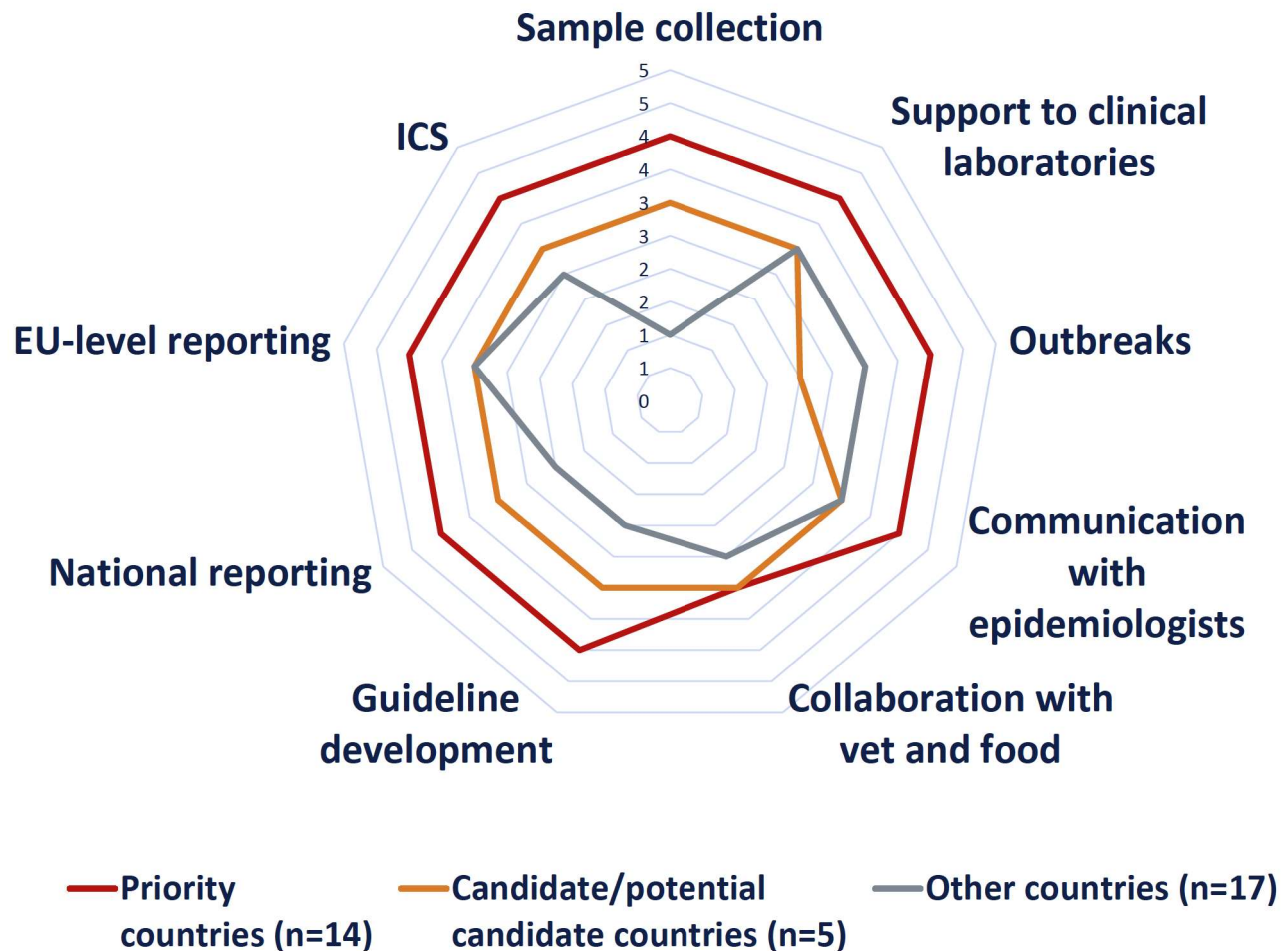 Sample collection
ICS
Support to clinical
laboratories
5
5
4
4
3
3
2
2
1
1
0
EU-level reporting
Outbreaks
National reporting
Communication
with
epidemiologists
Guideline
development
Collaboration with
vet and food
Priority
countries (n=14)
Candidate/potential
candidate countries (n=5)
Other countries (n=17)